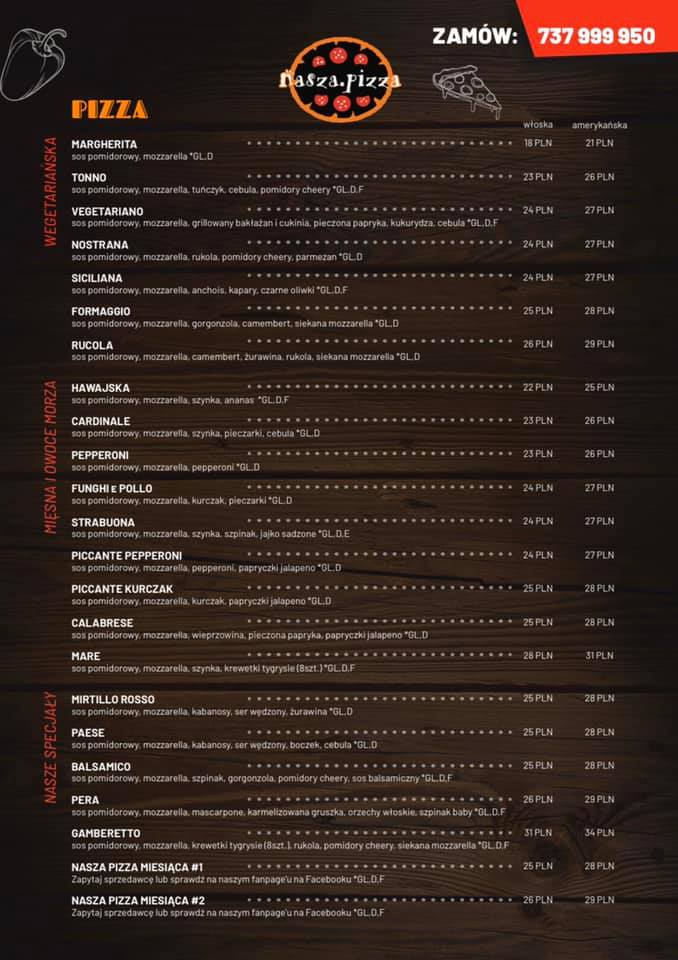 ZAMÓW: 737 999 950
nasza.pizza
PIZZA
włoska amerykańska
WEGETARIAŃSKA
MARGHERITA 18 PLN 21 PLN
sos pomidorowy, mozzarella *GL,D
TONNO 23 PLN 26 PLN
sos pomidorowy, mozzarella, tuńczyk, cebula, pomidory cheery *GL,D,F
VEGETARIANO 24 PLN 27 PLN
sos pomidorowy, mozzarella, grillowany bakłażan i cukinia, pieczona papryka, kukurydza, cebula *GL,D,F
NOSTRANA 24 PLN 27 PLN
sos pomidorowy, mozzarella, rukola, pomidory cheery, parmezan *GL,D
SICILIANA 24 PLN 27 PLN
sos pomidorowy, mozzarella, anchois, kapary, czarne oliwki *GL,D,F
FORMAGGIO 25 PLN 28 PLN
sos pomidorowy, mozzarella, gorgonzola, camembert, siekana mozzarella *GL,D
RUCOLA 26 PLN 29 PLN
sos pomidorowy, mozzarella, camembert, żurawina, rukola, siekana mozzarella *GL,D
MIĘSNA I OWOCE MORZA
HAWAJSKA 22 PLN 25 PLN
sos pomidorowy, mozzarella, szynka, ananas *GL,D,F
CARDINALE 23 PLN 26 PLN
sos pomidorowy, mozzarella, szynka, pieczarki, cebula *GL,D
PEPPERONI 23 PLN 26 PLN
sos pomidorowy, mozzarella, pepperoni *GL,D
FUNGHI E POLLO 24 PLN 27 PLN
sos pomidorowy, mozzarella, kurczak, pieczarki *GL,D
STRABUONA 24 PLN 27 PLN
sos pomidorowy, mozzarella, szynka, szpinak, jajko sadzone *GL,D,E
PICCANTE PEPPERONI 24 PLN 27 PLN
sos pomidorowy, mozzarella, pepperoni, papryczki jalapeno *GL,D
PICCANTE KURCZAK 25 PLN 28 PLN
sos pomidorowy, mozzarella, kurczak, papryczki jalapeno *GL,D
CALABRESE 25 PLN 28 PLN
sos pomidorowy, mozzarella, wieprzowina, pieczona papryka, papryczki jalapeno *GL,D
MARE 28 PLN 31 PLN
sos pomidorowy, mozzarella, szynka, krewetki tygrysie (8szt.) *GL,D,F
NASZE SPECJAŁY
MIRTILLO ROSSO 25 PLN 28 PLN
sos pomidorowy, mozzarella, kabanosy, ser wędzony, żurawina *GL,D
PAESE 25 PLN 28 PLN
sos pomidorowy, mozzarella, kabanosy, ser wędzony, boczek, cebula *GL,D
BALSAMICO 25 PLN 28 PLN
sos pomidorowy, mozzarella, szpinak, gorgonzola, pomidory cheery, sos balsamiczny *GL,D,F
PERA 26 PLN 29 PLN
sos pomidorowy, mozzarella, mascarpone, karmelizowana gruszka, orzechy włoskie, szpinak baby *GL,D,F
GAMBERETTO 31 PLN 34 PLN
sos pomidorowy, mozzarella, krewetki tygrysie (8szt.), rukola, pomidory cheery, siekana mozzarella *GL,D,F
NASZA PIZZA MIESIĄCA #1 25 PLN 28 PLN
Zapytaj sprzedawcę lub sprawdź na naszym fanpage'u na Facebooku *GL,D,F
NASZA PIZZA MIESIĄCA #2 26 PLN 29 PLN
Zapytaj sprzedawcę lub sprawdź na naszym fanpage'u na Facebooku *GL,D,F